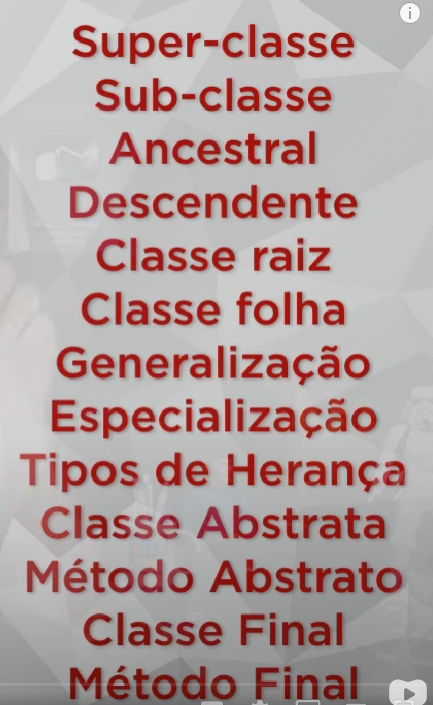 Super-classe
Sub-classe
Ancestral
Descendente
Classe raiz
Classe folha
Generalização
Especialização
Tipos de Herança
Classe Abstrata
Método Abstrato
Classe Final
Método Final